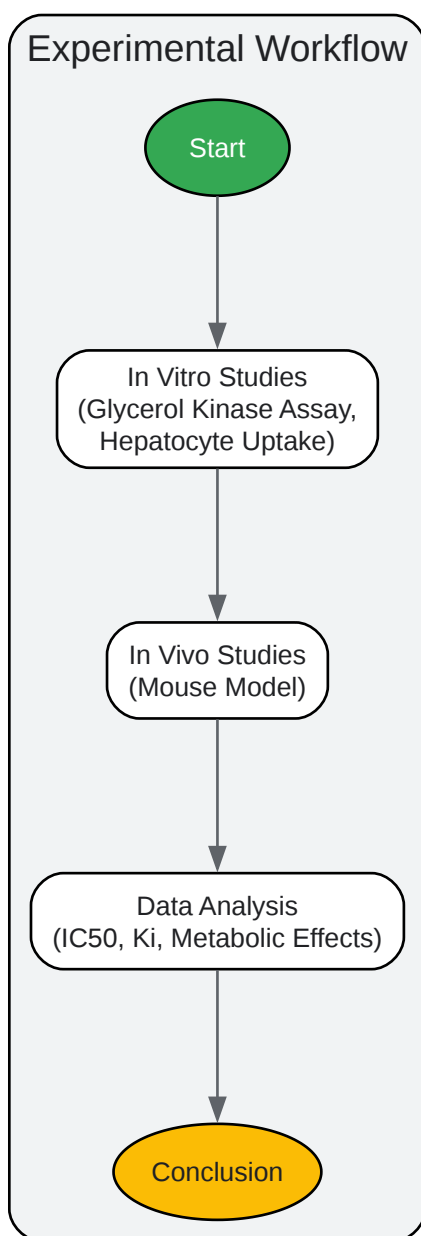 Experimental Workflow
Start
In Vitro Studies
(Glycerol Kinase Assay,
Hepatocyte Uptake)
In Vivo Studies
(Mouse Model)
Data Analysis
(IC50, Ki, Metabolic Effects)
Conclusion